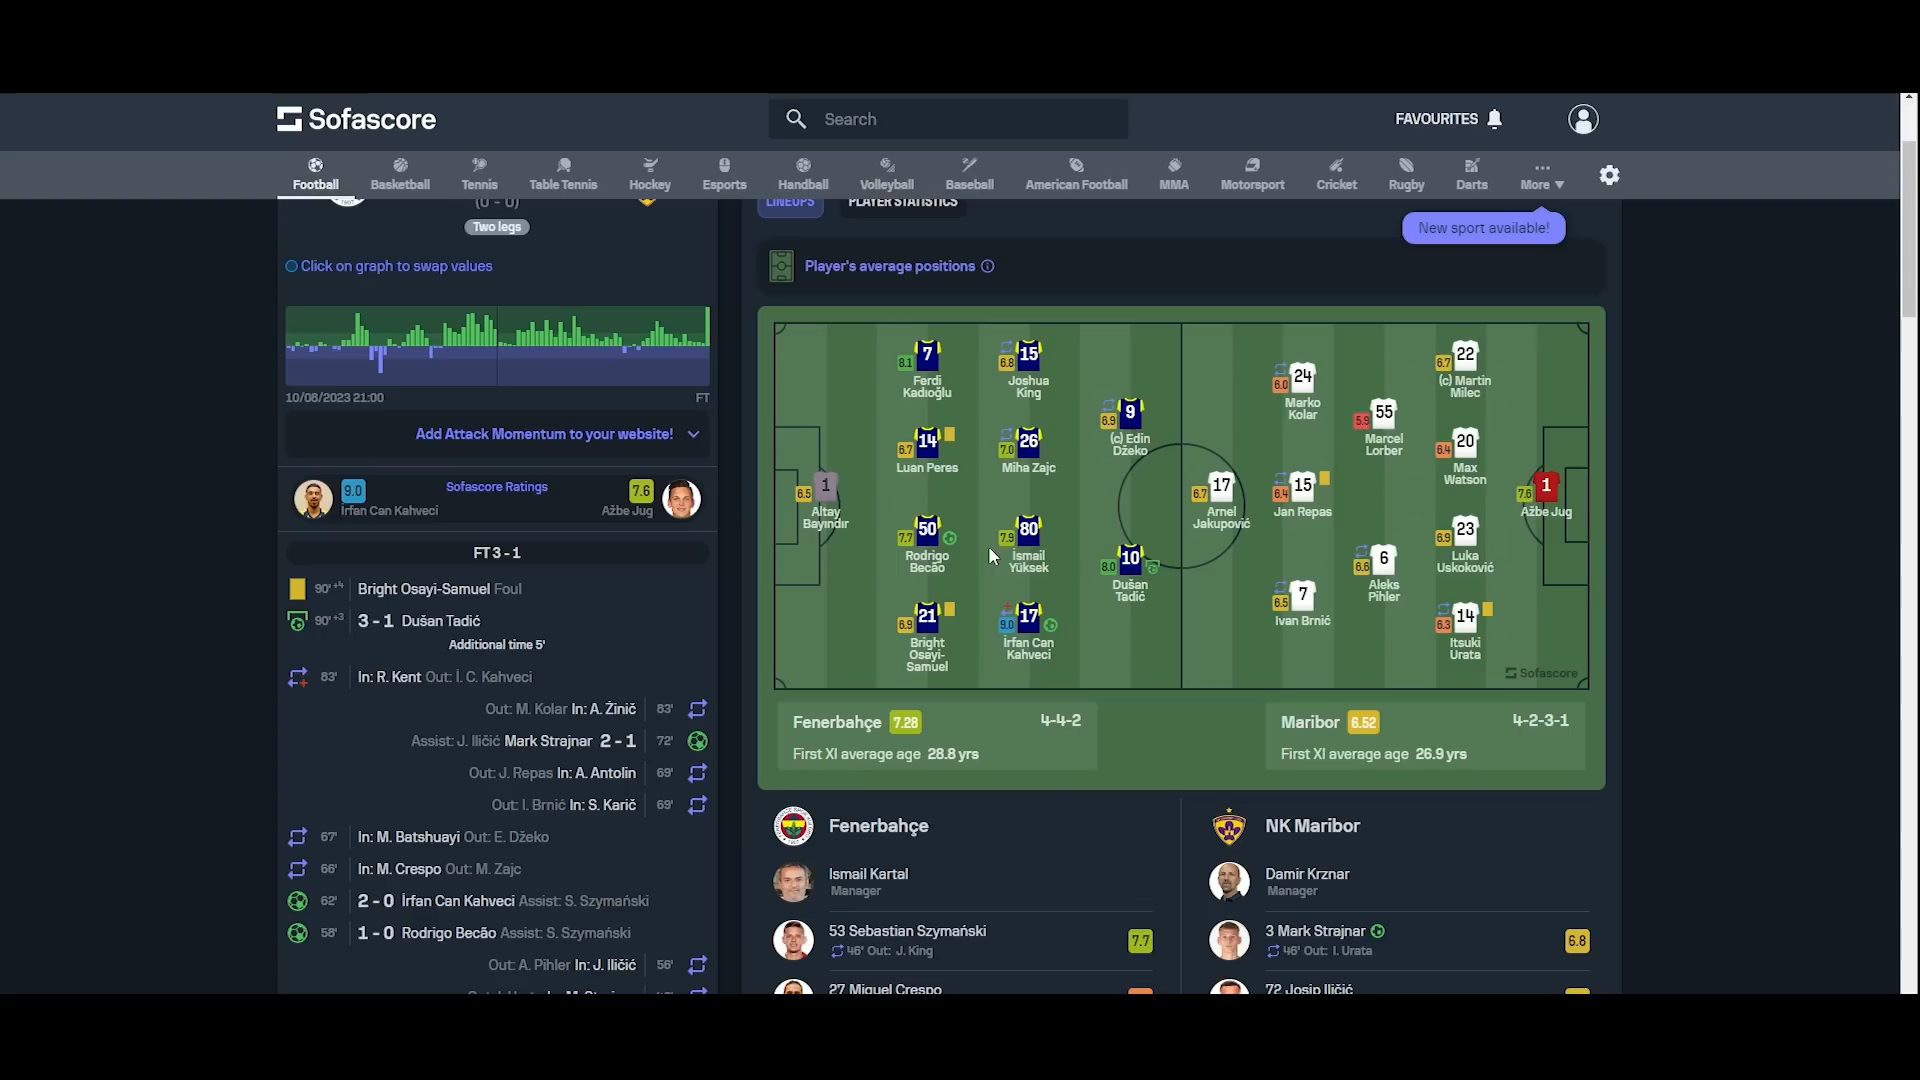 Sofascore
Search
FAVOURITES
Football
Basketball
Tennis
Table Tennis
Hockey
Esports
Handball
Volleyball
Baseball
American Football
MMA
Motorsport
Cricket
Rugby
Darts
More
New sport available!
(0 - 0)
Two legs
Click on graph to swap values
10/08/2023 21:00
FT
Add Attack Momentum to your website!
9.0
Sofascore Ratings
7.6
İrfan Can Kahveci
Ažbe Jug
FT 3 - 1
90'+4 Bright Osayi-Samuel Foul
90'+3 3 - 1 Dušan Tadić
Additional time 5'
83' In: R. Kent Out: İ. C. Kahveci
Out: M. Kolar In: A. Žinič 83'
Assist: J. Iličić Mark Strajnar 2 - 1 72'
Out: J. Repas In: A. Antolin 69'
Out: I. Brnić In: S. Karič 69'
67' In: M. Batshuayi Out: E. Džeko
66' In: M. Crespo Out: M. Zajc
62' 2 - 0 İrfan Can Kahveci Assist: S. Szymański
58' 1 - 0 Rodrigo Becão Assist: S. Szymański
Out: A. Pihler In: J. Iličić 56'
LINEUPS
PLAYER STATISTICS
Player's average positions
1
6.5
Altay
Bayındır
7
8.1
Ferdi
Kadıoğlu
14
6.7
Luan Peres
50
7.7
Rodrigo
Becão
21
6.9
Bright
Osayi-
Samuel
15
6.8
Joshua
King
26
7.0
Miha Zajc
80
7.9
İsmail
Yüksek
17
9.0
İrfan Can
Kahveci
9
6.9
(c) Edin
Džeko
10
8.0
Dušan
Tadić
17
6.7
Arnel
Jakupović
24
6.0
Marko
Kolar
15
6.4
Jan Repas
7
6.5
Ivan Brnić
55
5.9
Marcel
Lorber
6
6.6
Aleks
Pihler
22
6.7
(c) Martin
Milec
20
6.4
Max
Watson
23
6.9
Luka
Uskoković
14
6.3
Itsuki
Urata
1
7.6
Ažbe Jug
Sofascore
Fenerbahçe 7.28 4-4-2
First XI average age 28.8 yrs
Maribor 6.52 4-2-3-1
First XI average age 26.9 yrs
Fenerbahçe
Ismail Kartal
Manager
53 Sebastian Szymański
46' Out: J. King
7.7
27 Miguel Crespo
NK Maribor
Damir Krznar
Manager
3 Mark Strajnar
46' Out: I. Urata
6.8
72 Josip Iličić